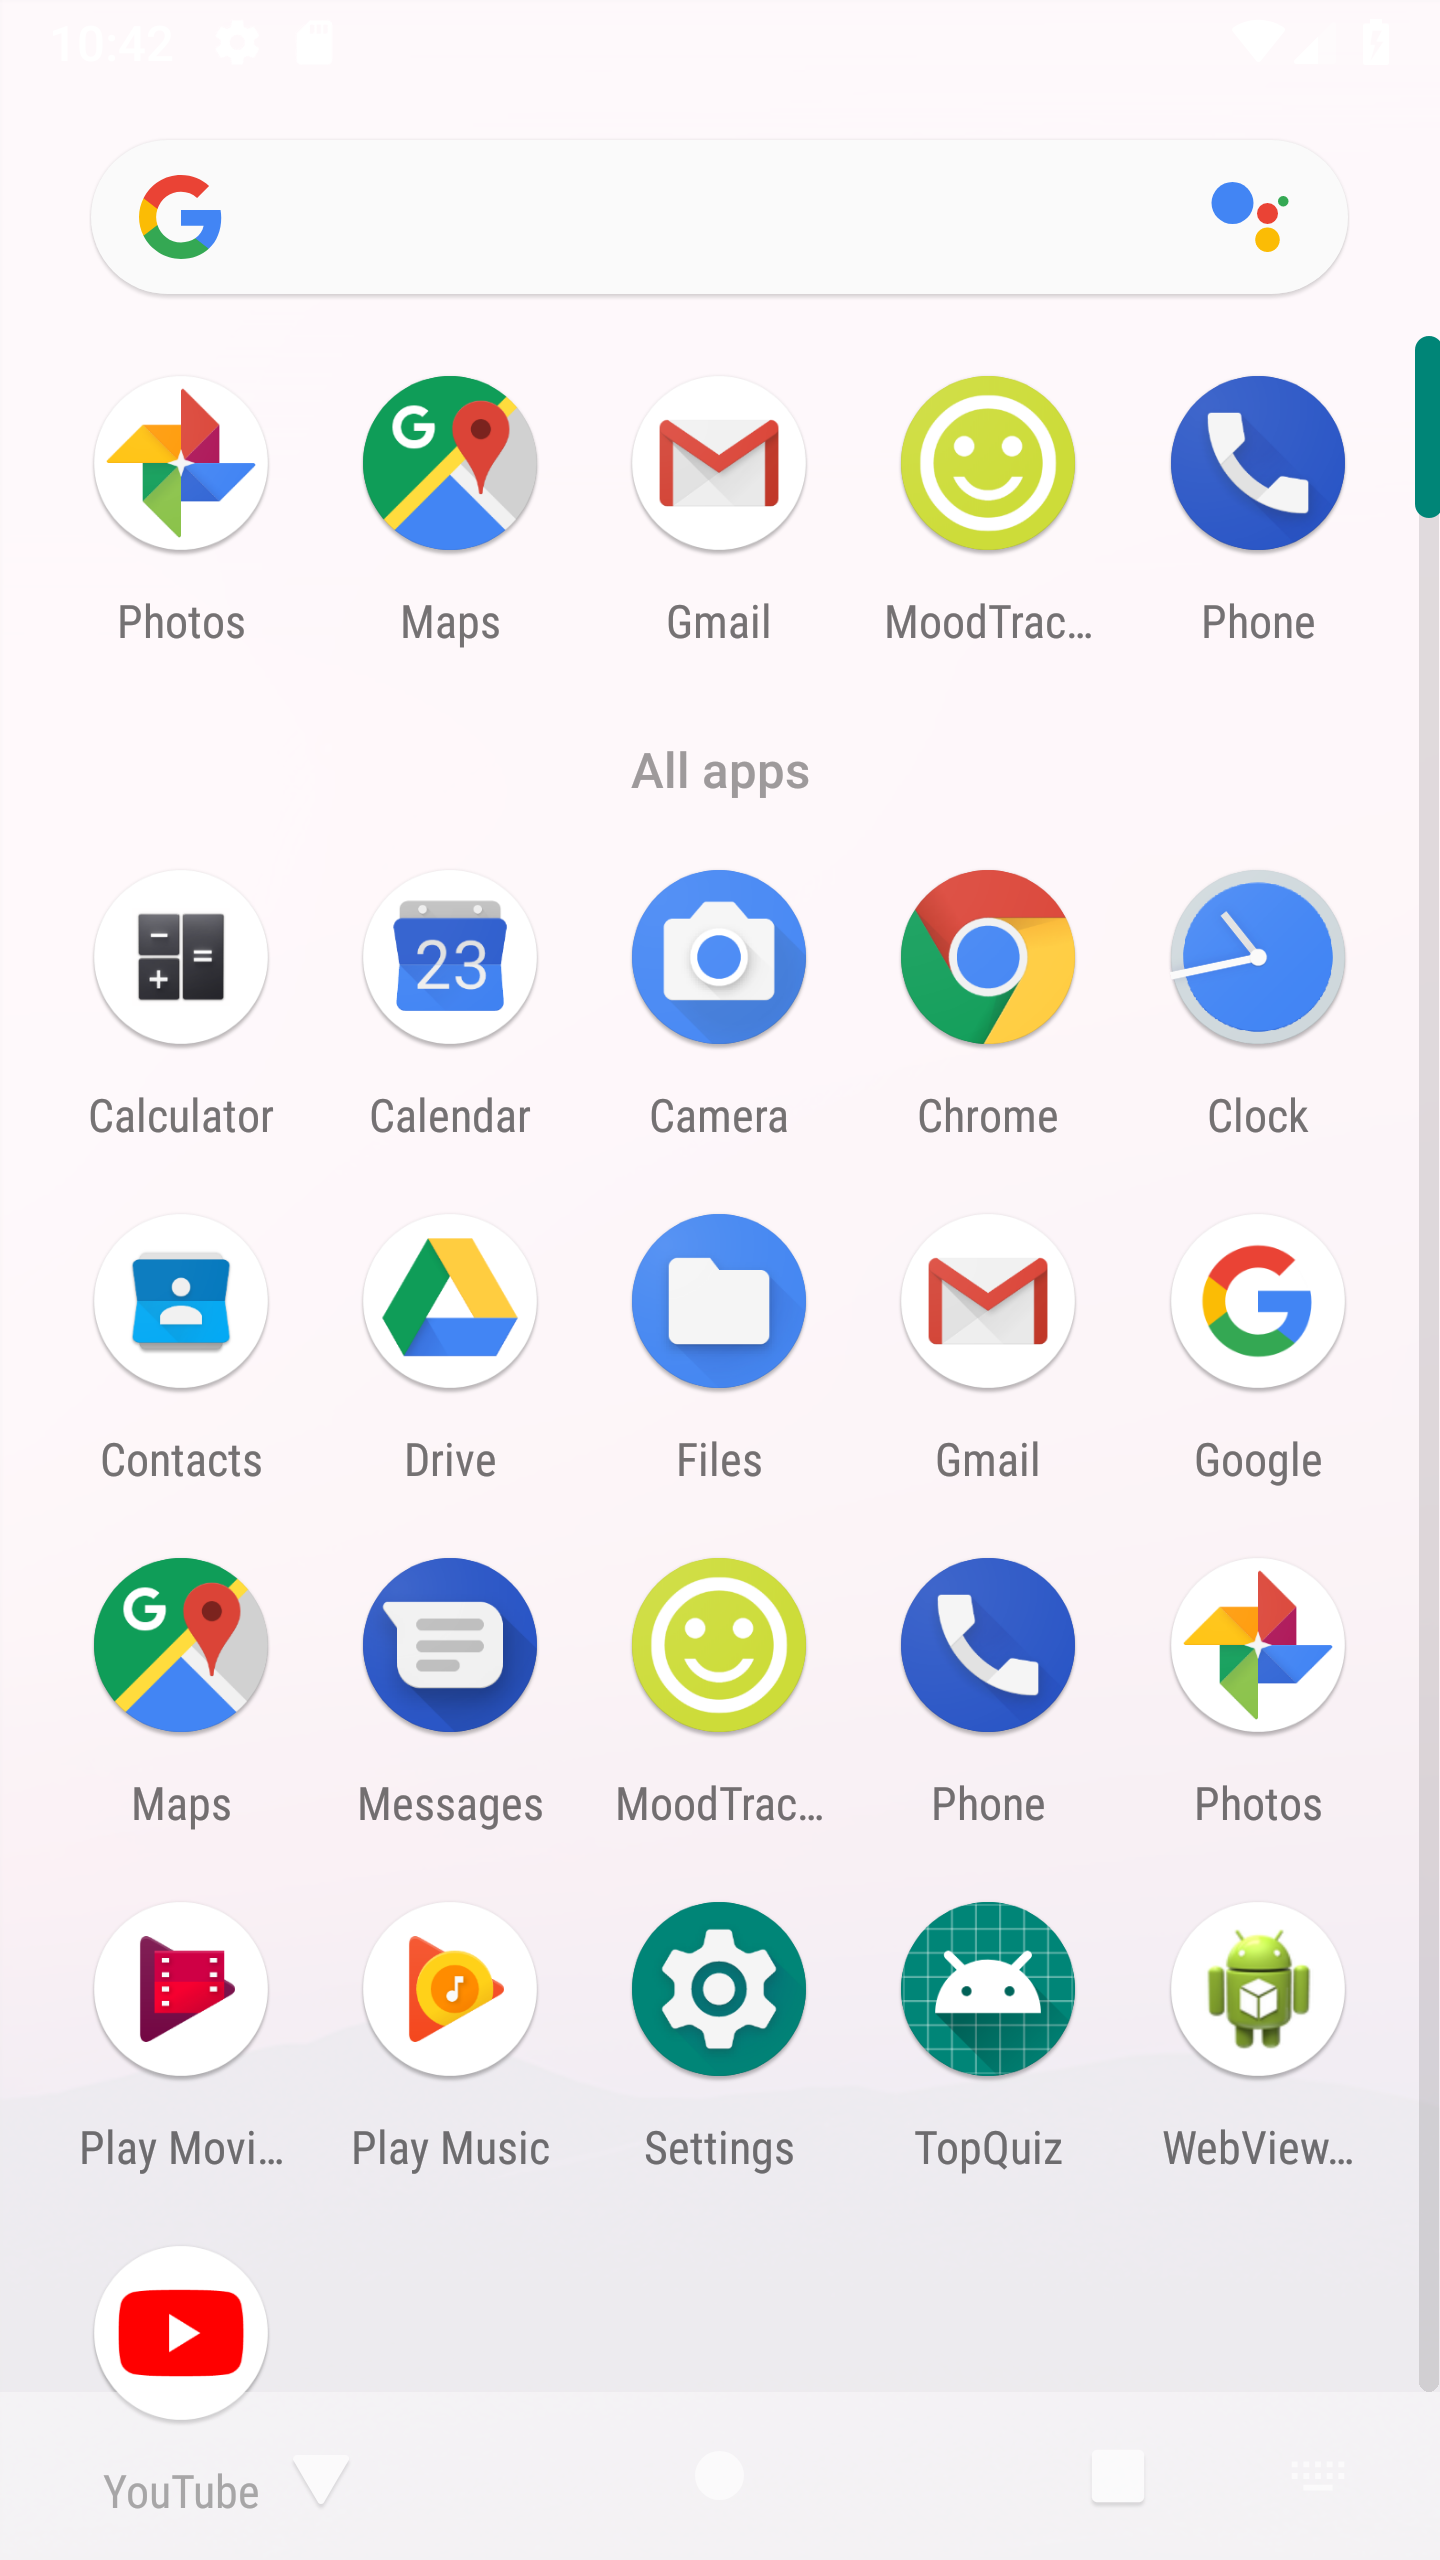 10:42
Photos Maps Gmail MoodTrac... Phone
All apps
23
Calculator Calendar Camera Chrome Clock
Contacts Drive Files Gmail Google
Maps Messages MoodTrac... Phone Photos
Play Movi... Play Music Settings TopQuiz WebView...
YouTube